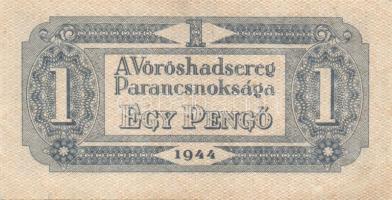 1
A Vöröshadsereg
1 Parancsnoksága 1
EGY PENGŐ
1944